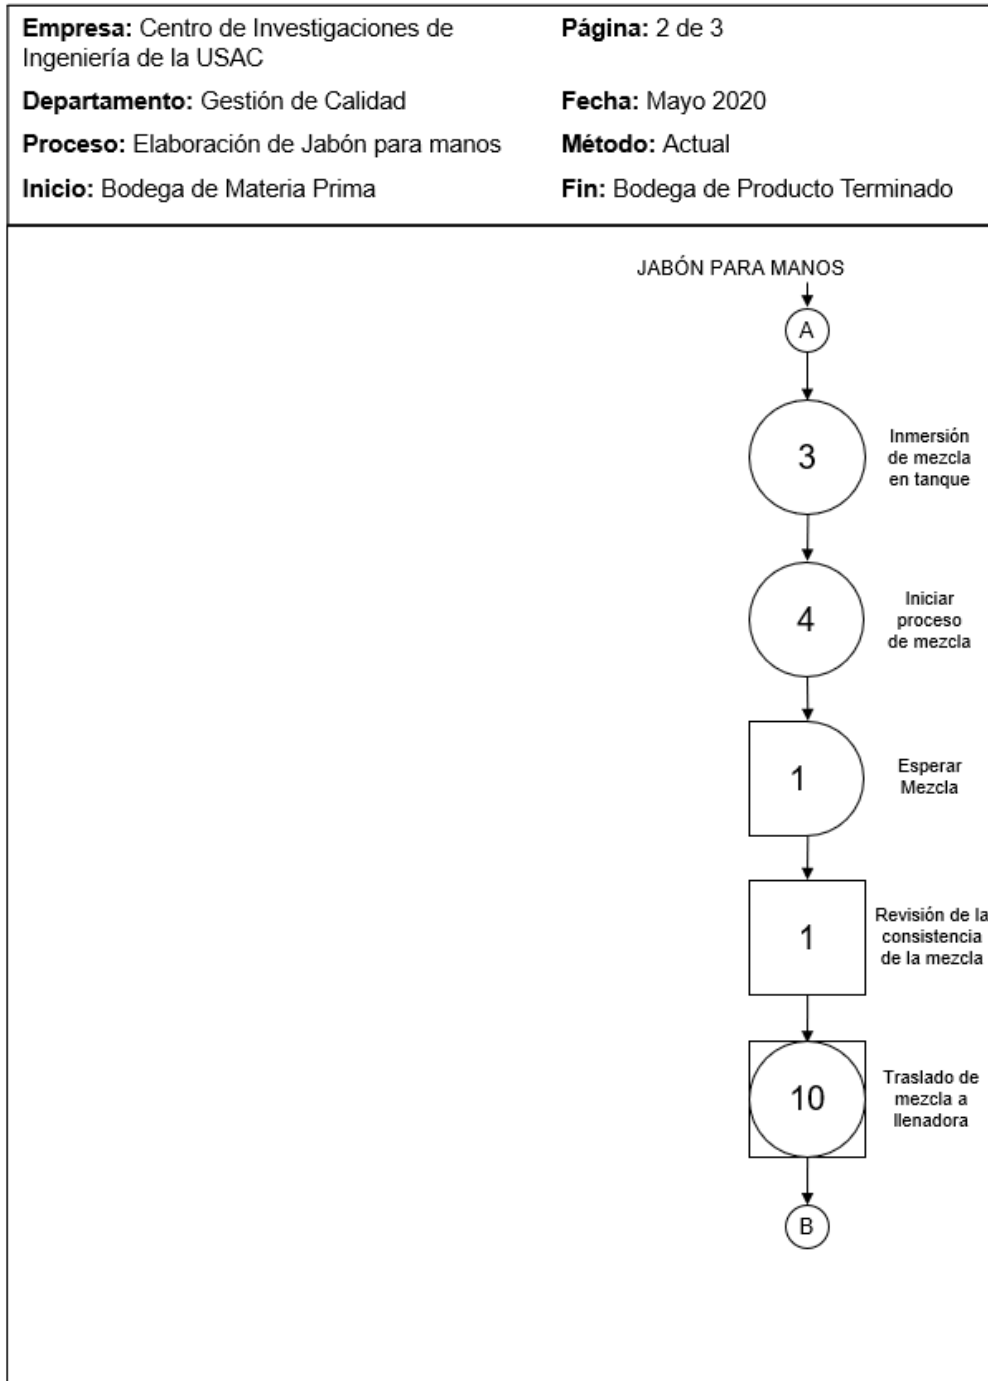 Empresa: Centro de Investigaciones de
Ingeniería de la USAC
Página: 2 de 3
Departamento: Gestión de Calidad
Fecha: Mayo 2020
Proceso: Elaboración de Jabón para manos
Método: Actual
Inicio: Bodega de Materia Prima
Fin: Bodega de Producto Terminado
JABÓN PARA MANOS
A
3
Inmersión
de mezcla
en tanque
4
Iniciar
proceso
de mezcla
1
Esperar
Mezcla
1
Revisión de la
consistencia
de la mezcla
10
Traslado de
mezcla a
llenadora
B